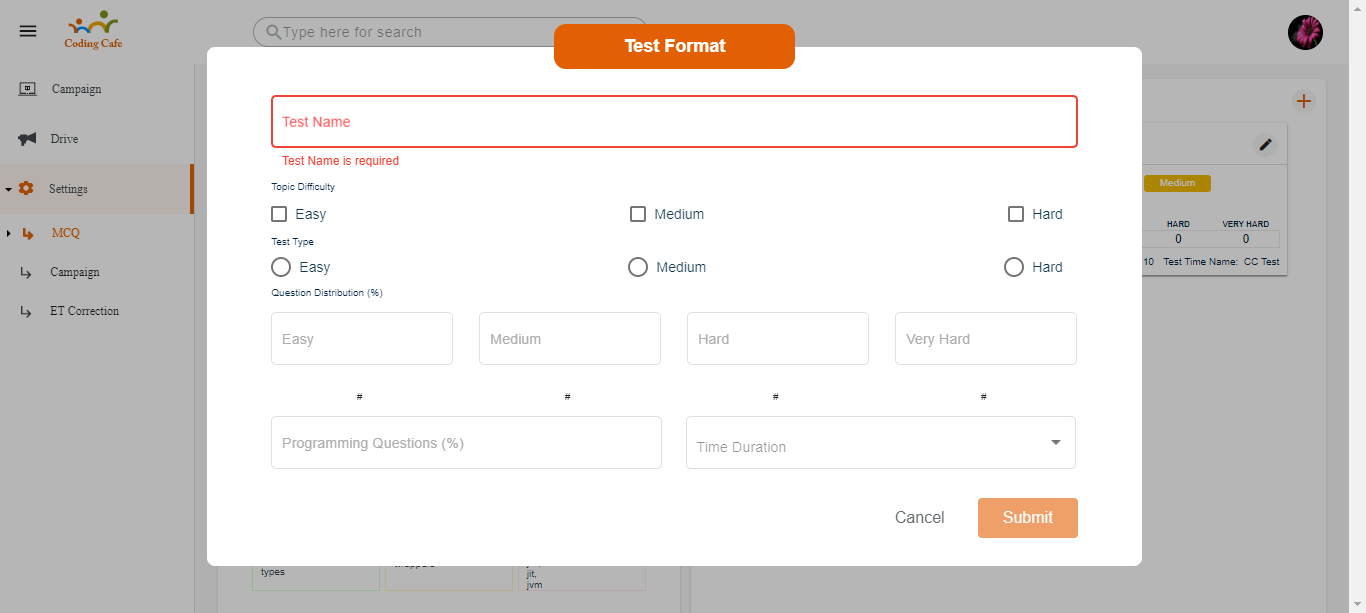 Coding Cafe
Type here for search
Test Format
Campaign
Drive
Settings
MCQ
Campaign
ET Correction
Test Name
Test Name is required
Topic Difficulty
Easy Medium Hard
Test Type
Easy Medium Hard
Question Distribution (%)
Easy Medium Hard Very Hard
# # # #
Programming Questions (%) Time Duration
Cancel Submit
Medium
HARD VERY HARD
0 0
10 Test Time Name: CC Test
types
jit,
jvm